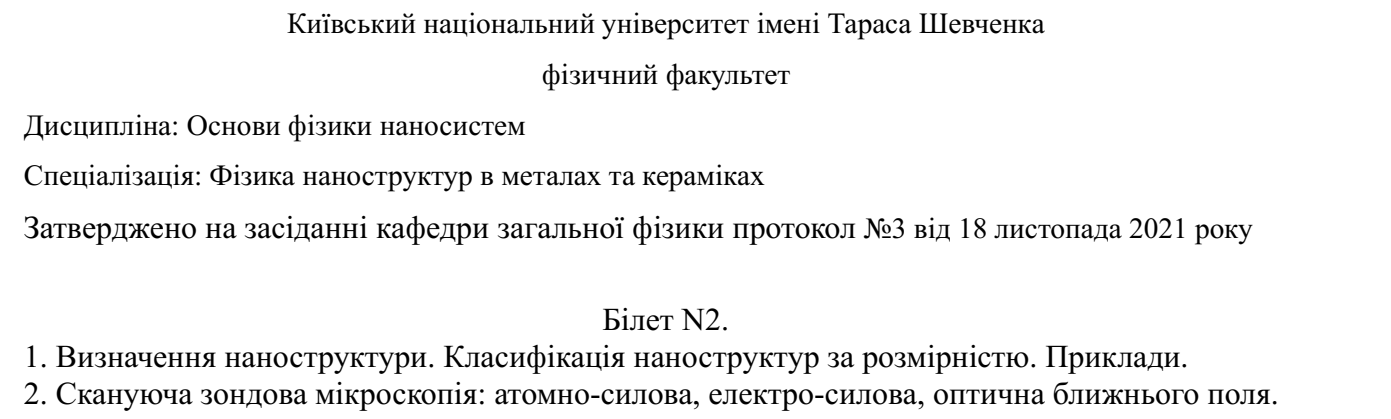 Київський національний університет імені Тараса Шевченка
фізичний факультет
Дисципліна: Основи фізики наносистем
Спеціалізація: Фізика наноструктур в металах та кераміках
Затверджено на засіданні кафедри загальної фізики протокол №3 від 18 листопада 2021 року
Білет N2.
1. Визначення наноструктури. Класифікація наноструктур за розмірністю. Приклади.
2. Скануюча зондова мікроскопія: атомно-силова, електро-силова, оптична ближнього поля.